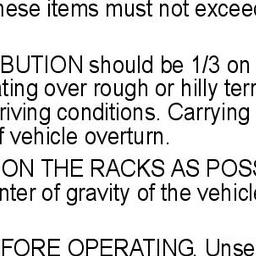 hese items must not exceed
BUTION should be 1/3 on
ting over rough or hilly terr
riving conditions. Carrying
f vehicle overturn.
ON THE RACKS AS POSS
nter of gravity of the vehicle
FORE OPERATING. Unse